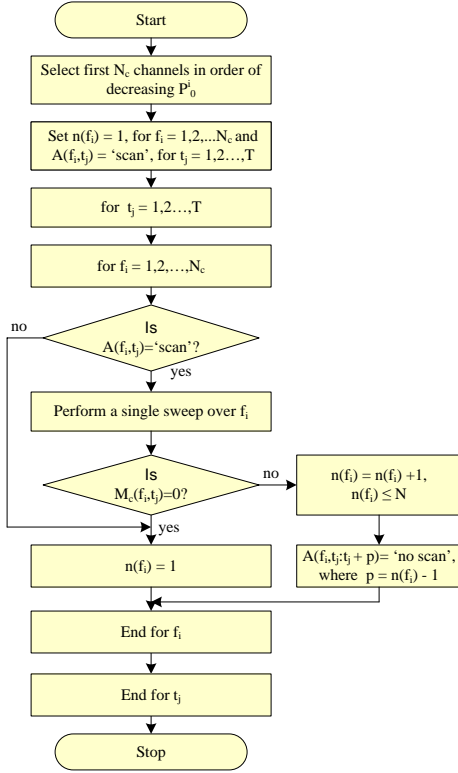 Start
Select first N_c channels in order of
decreasing P_0^i
Set n(f_i) = 1, for f_i = 1,2,...N_c and
A(f_i,t_j) = ‘scan’, for t_j = 1,2...,T
for t_j = 1,2...,T
for f_i = 1,2,...,N_c
no
Is
A(f_i,t_j)=‘scan’?
yes
Perform a single sweep over f_i
Is
M_c(f_i,t_j)=0?
no
n(f_i) = n(f_i) +1,
n(f_i) ≤ N
yes
n(f_i) = 1
A(f_i,t_j:t_j + p)= ‘no scan’,
where p = n(f_i) - 1
End for f_i
End for t_j
Stop